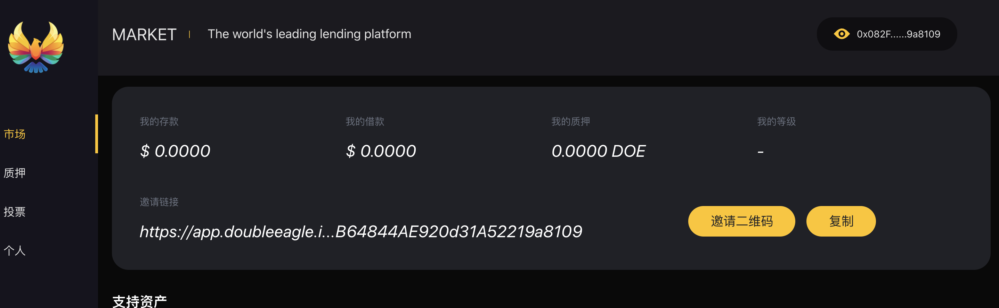 MARKET | The world's leading lending platform
0x082F......9a8109
市场
质押
投票
个人
我的存款 我的借款 我的质押 我的等级
$ 0.0000 $ 0.0000 0.0000 DOE -
邀请链接
https://app.doubleeagle.i...B64844AE920d31A52219a8109
邀请二维码 复制
支持资产